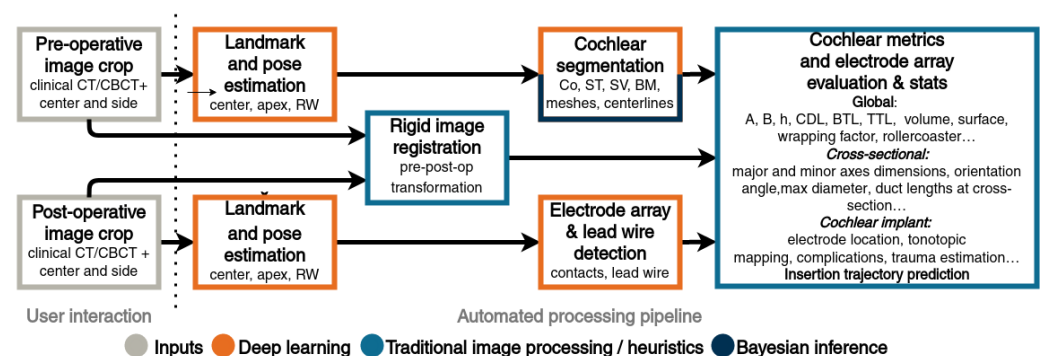 Pre-operative
image crop
clinical CT/CBCT+
center and side
Landmark
and pose
estimation
center, apex, RW
Cochlear
segmentation
Co, ST, SV, BM,
meshes, centerlines
Cochlear metrics
and electrode array
evaluation & stats
Global:
A, B, h, CDL, BTL, TTL, volume, surface,
wrapping factor, rollercoaster…
Cross-sectional:
major and minor axes dimensions, orientation
angle,max diameter, duct lengths at cross-
section…
Cochlear implant:
electrode location, tonotopic
mapping, complications, trauma estimation…
Insertion trajectory prediction
Rigid image
registration
pre-post-op
transformation
Post-operative
image crop
clinical CT/CBCT +
center and side
Landmark
and pose
estimation
center, apex, RW
Electrode array
& lead wire
detection
contacts, lead wire
User interaction
Automated processing pipeline
Inputs
Deep learning
Traditional image processing / heuristics
Bayesian inference